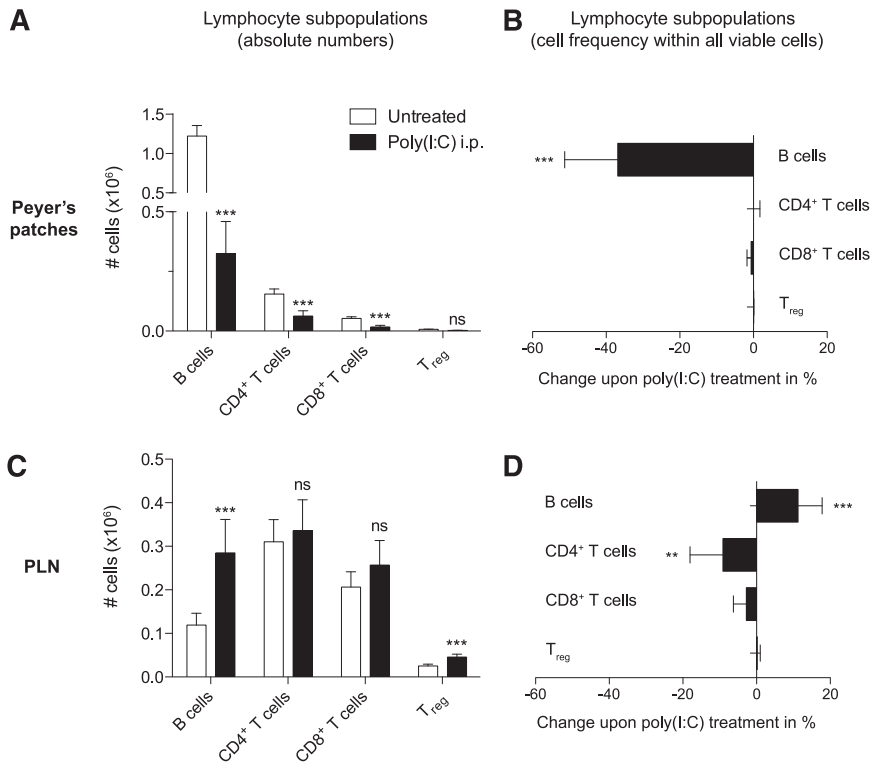 A
Lymphocyte subpopulations
(absolute numbers)
B
Lymphocyte subpopulations
(cell frequency within all viable cells)
Peyer's
patches
# cells (x10⁶)
1.5
1.0
0.5
0.5
0.0
Untreated
Poly(I:C) i.p.
***
***
***
ns
B cells
CD4⁺ T cells
CD8⁺ T cells
T reg
***
B cells
CD4⁺ T cells
CD8⁺ T cells
T reg
-60
-40
-20
0
20
Change upon poly(I:C) treatment in %
C
PLN
# cells (x10⁶)
0.5
0.4
0.3
0.2
0.1
0.0
***
ns
ns
***
B cells
CD4⁺ T cells
CD8⁺ T cells
T reg
D
B cells
***
CD4⁺ T cells
**
CD8⁺ T cells
T reg
-60
-40
-20
0
20
Change upon poly(I:C) treatment in %